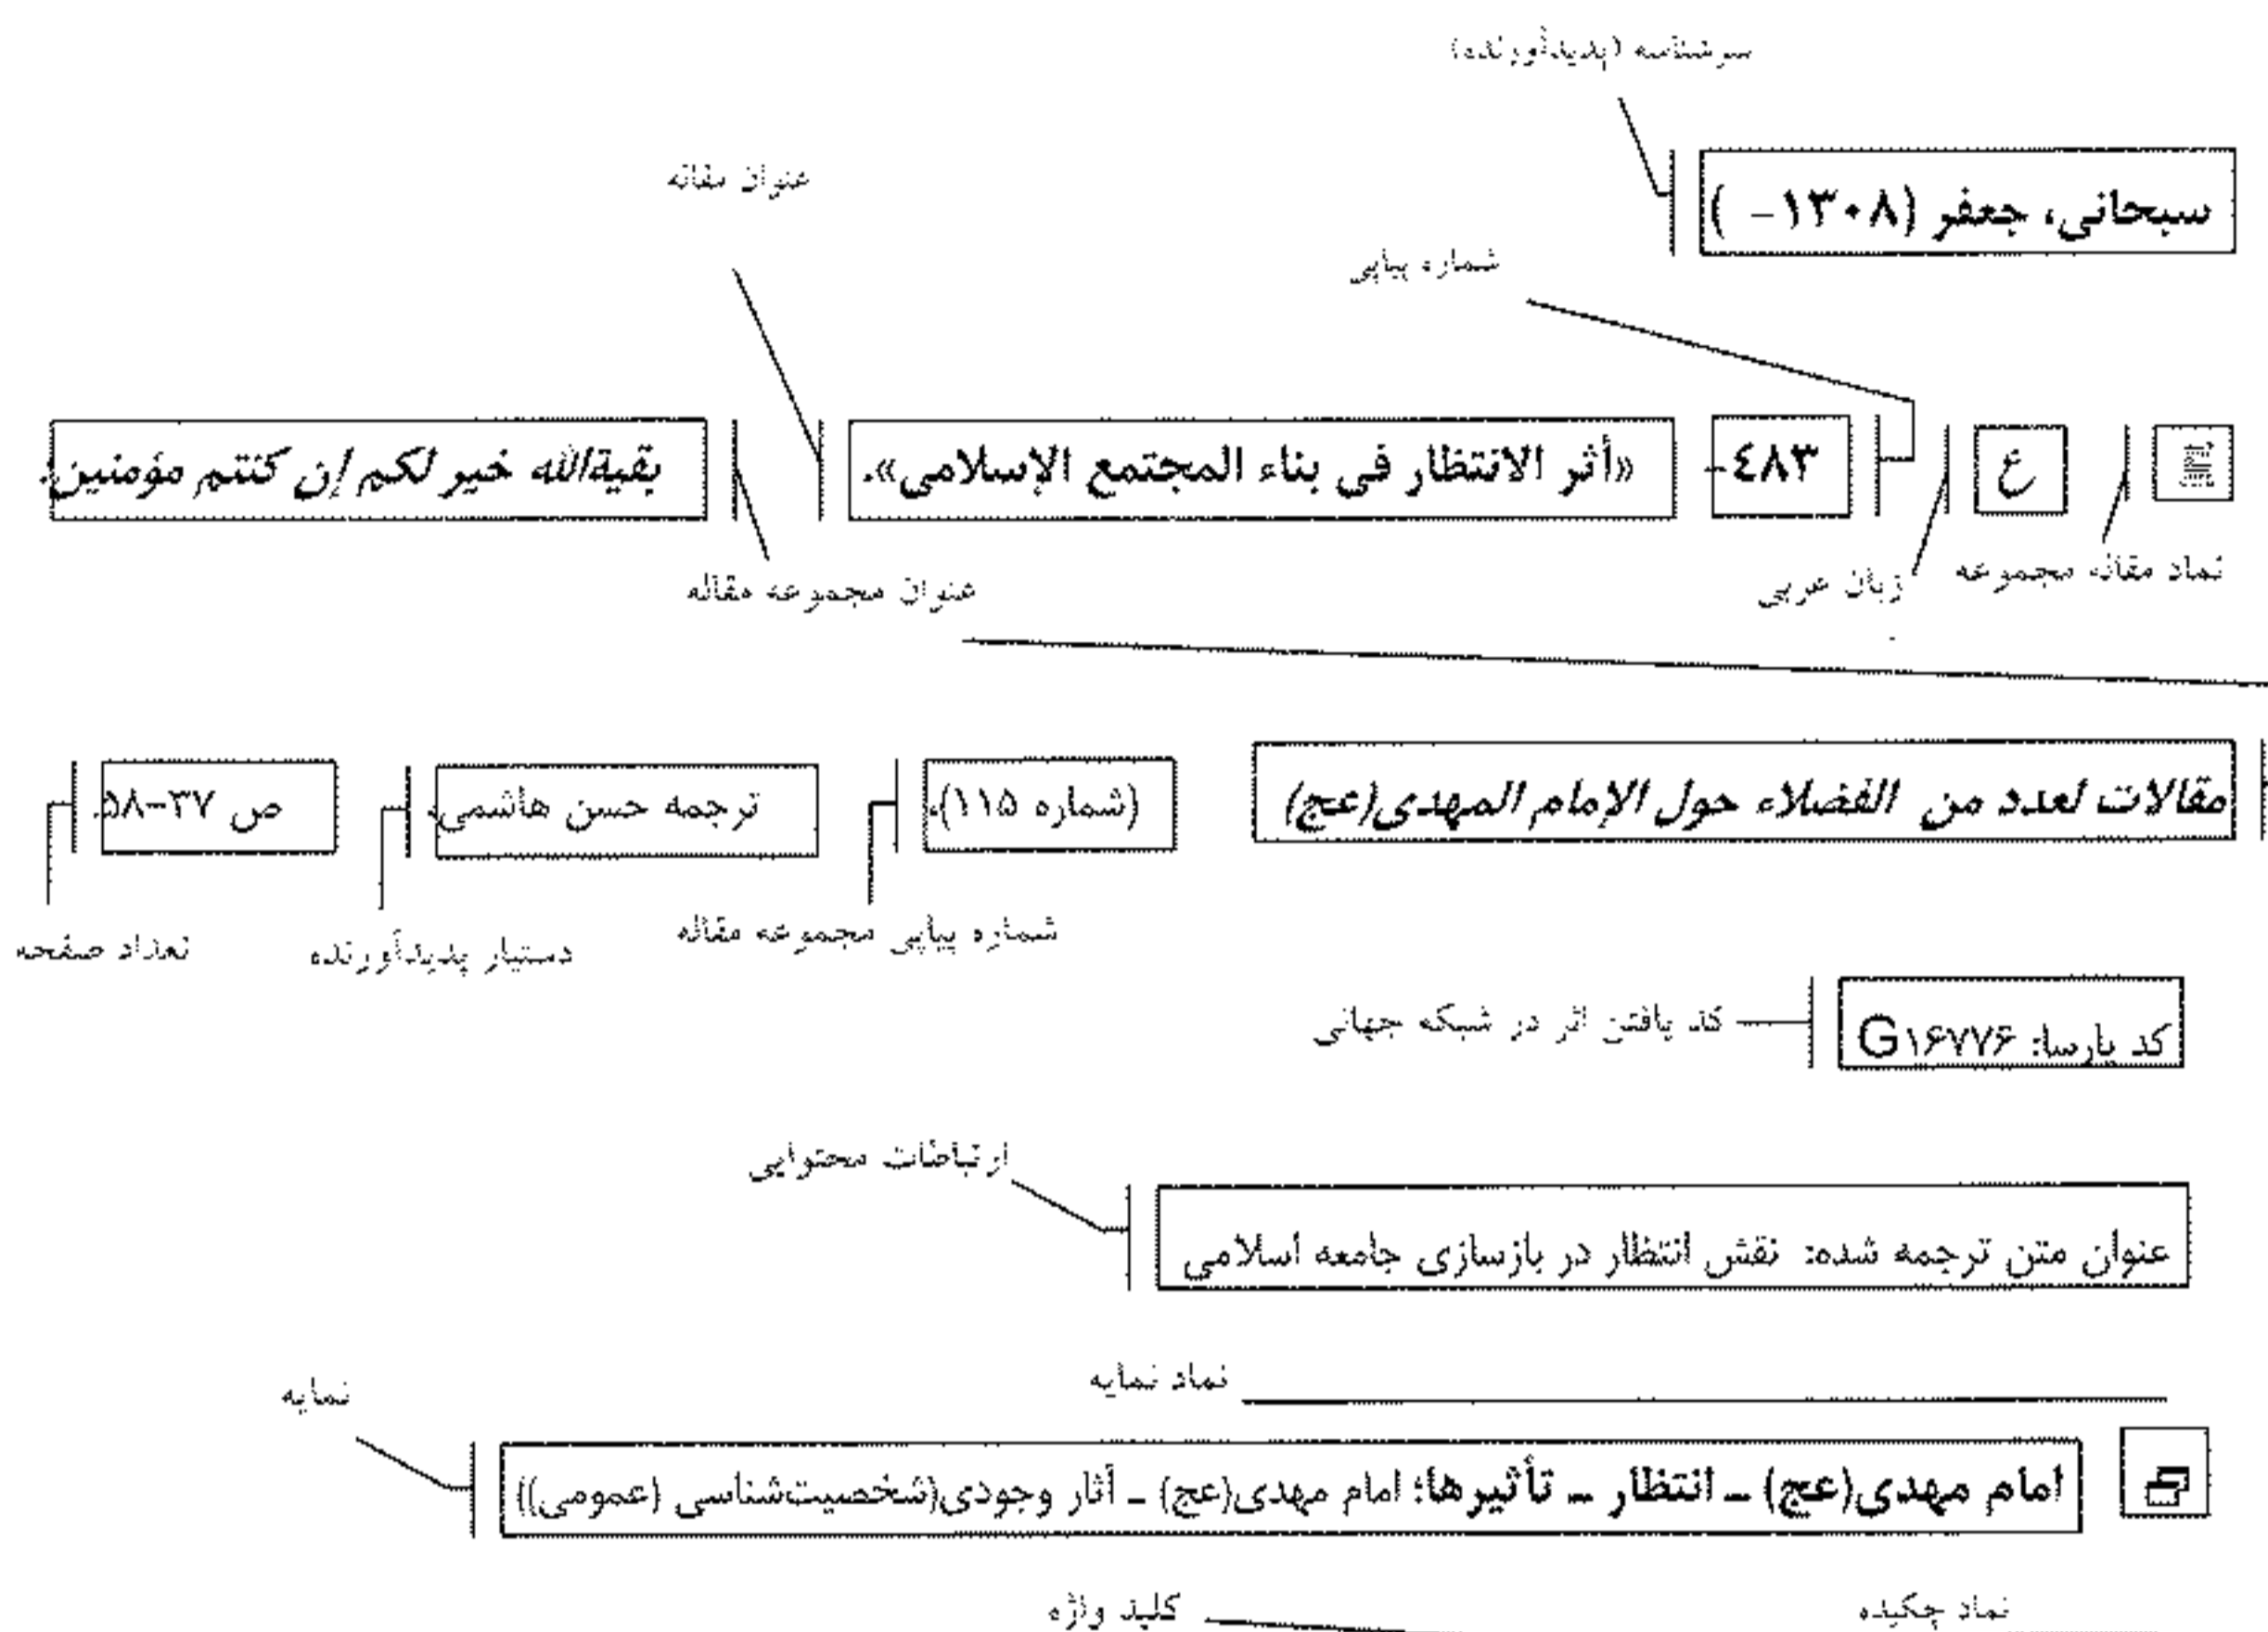 سرشناسه (پدیدآورنده)
سبحانی، جعفر (۱۳۰۸- )
عنوان مقاله
شماره پیاپی
ع ٤٨٣- «أثر الانتظار في بناء المجتمع الإسلامی». بقیةالله خیر لکم إن کنتم مؤمنین:
نماد مقاله مجموعه زبان عربی عنوان مجموعه مقاله
مقالات لعدد من الفضلاء حول الإمام المهدی(عج) (شماره ۱۱۵). ترجمه حسن هاشمی. ص ۳۷-۵۸.
شماره پیاپی مجموعه مقاله دستیار پدیدآورنده تعداد صفحه
کد پارسا: G۱۶۷۷۶ کد یافتن اثر در شبکه جهانی
ارتباطات محتوایی
عنوان متن ترجمه شده: نقش انتظار در بازسازی جامعه اسلامی
نماد نمایه نمایه
امام مهدی(عج) ـ انتظار ـ تأثیرها؛ امام مهدی(عج) ـ آثار وجودی(شخصیت‌شناسی (عمومی))
نماد چکیده کلید واژه